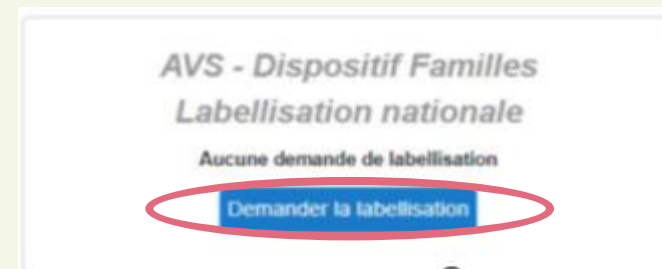 AVS - Dispositif Familles
Labellisation nationale
Aucune demande de labellisation
Demander la labellisation